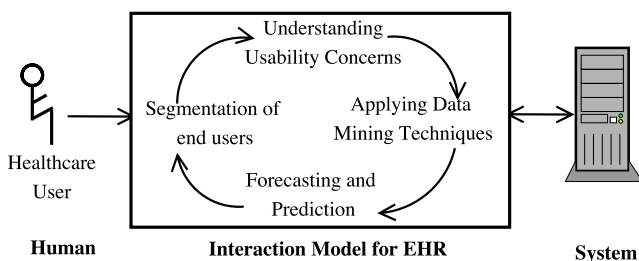 Understanding
Usability Concerns
Segmentation of
end users
Applying Data
Mining Techniques
Healthcare
User
Forecasting and
Prediction
Human
Interaction Model for EHR
System